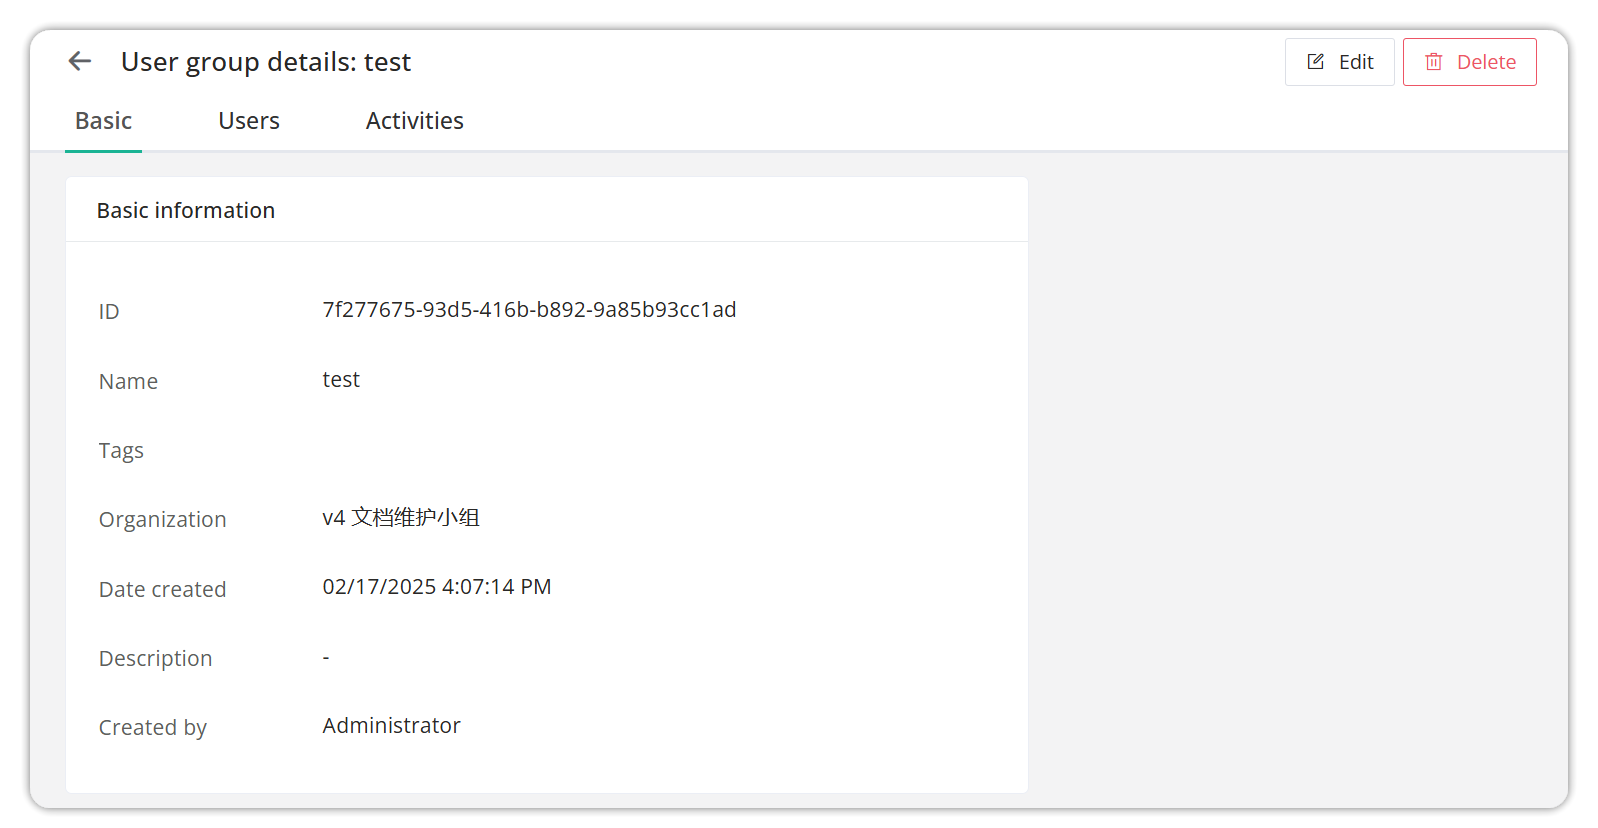 User group details: test
Edit
Delete
Basic
Users
Activities
Basic information
ID
7f277675-93d5-416b-b892-9a85b93cc1ad
Name
test
Tags
Organization
v4 文档维护小组
Date created
02/17/2025 4:07:14 PM
Description
-
Created by
Administrator